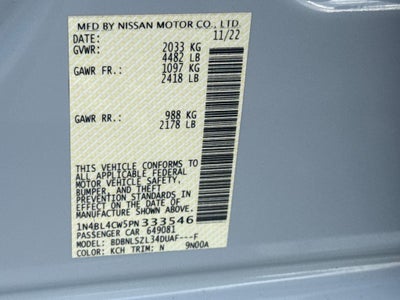 MFD BY NISSAN MOTOR CO., LTD.
DATE: 11/22
GVWR: 2033 KG
4482 LB
GAWR FR.: 1097 KG
2418 LB
GAWR RR.: 988 KG
2178 LB
THIS VEHICLE CONFORMS TO
ALL APPLICABLE FEDERAL
MOTOR VEHICLE SAFETY,
BUMPER, AND THEFT
PREVENTION STANDARDS
IN EFFECT ON THE DATE OF
MANUFACTURE SHOWN ABOVE.
1N4BL4CW5PN333546
PASSENGER CAR 649081
MODEL: BDBNLSZL34DUAF---F
COLOR: KCH TRIM: N 9N00A